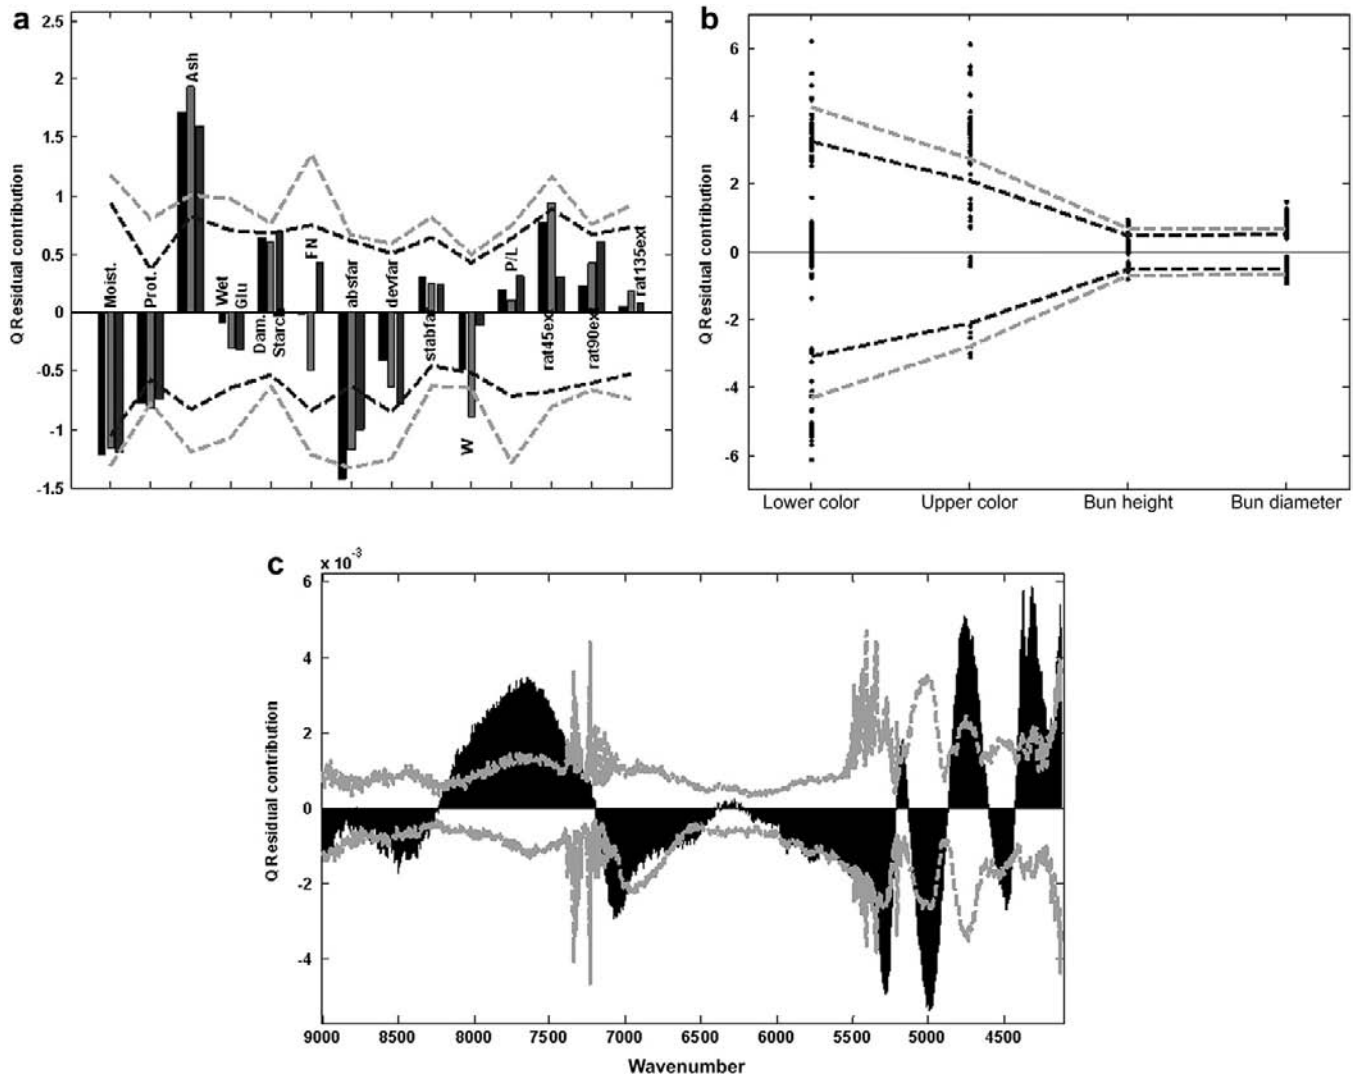 a
Q Residual contribution
2.5
2
1.5
1
0.5
0
-0.5
-1
-1.5
Moist.
Prot.
Ash
Wet
Glu
Dam.
Starc
FN
absfar
devfar
stabfar
W
P/L
rat45ex
rat90ex
rat135ext
b
Q Residual contribution
6
4
2
0
-2
-4
-6
Lower color
Upper color
Bun height
Bun diameter
c
x 10-3
Q Residual contribution
6
4
2
0
-2
-4
9000 8500 8000 7500 7000 6500 6000 5500 5000 4500
Wavenumber